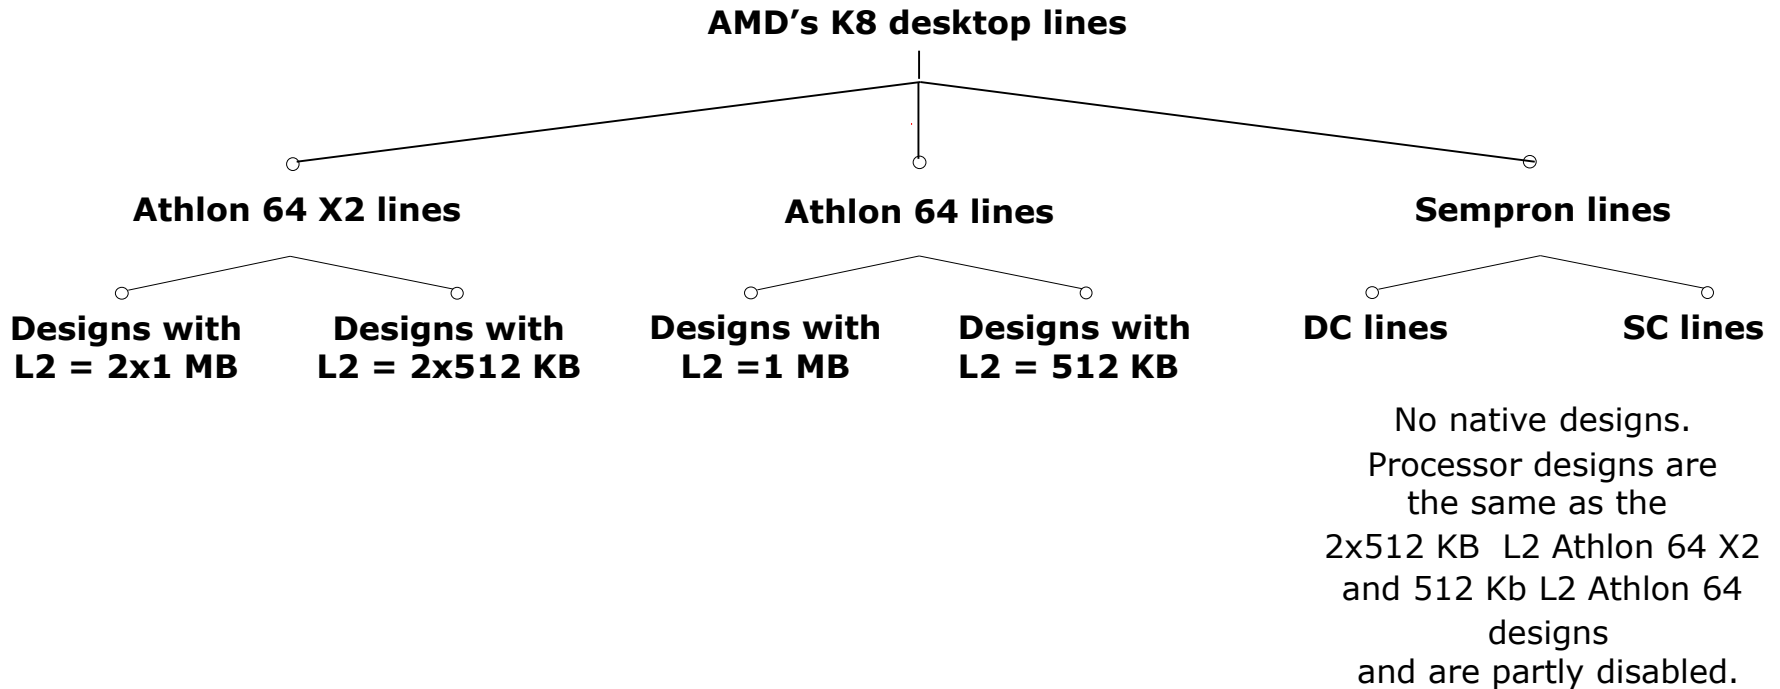 AMD’s K8 desktop lines
Athlon 64 X2 lines
Athlon 64 lines
Sempron lines
Designs with
L2 = 2x1 MB
Designs with
L2 = 2x512 KB
Designs with
L2 =1 MB
Designs with
L2 = 512 KB
DC lines
SC lines
No native designs.
Processor designs are
the same as the
2x512 KB  L2 Athlon 64 X2
and 512 Kb L2 Athlon 64
designs
and are partly disabled.